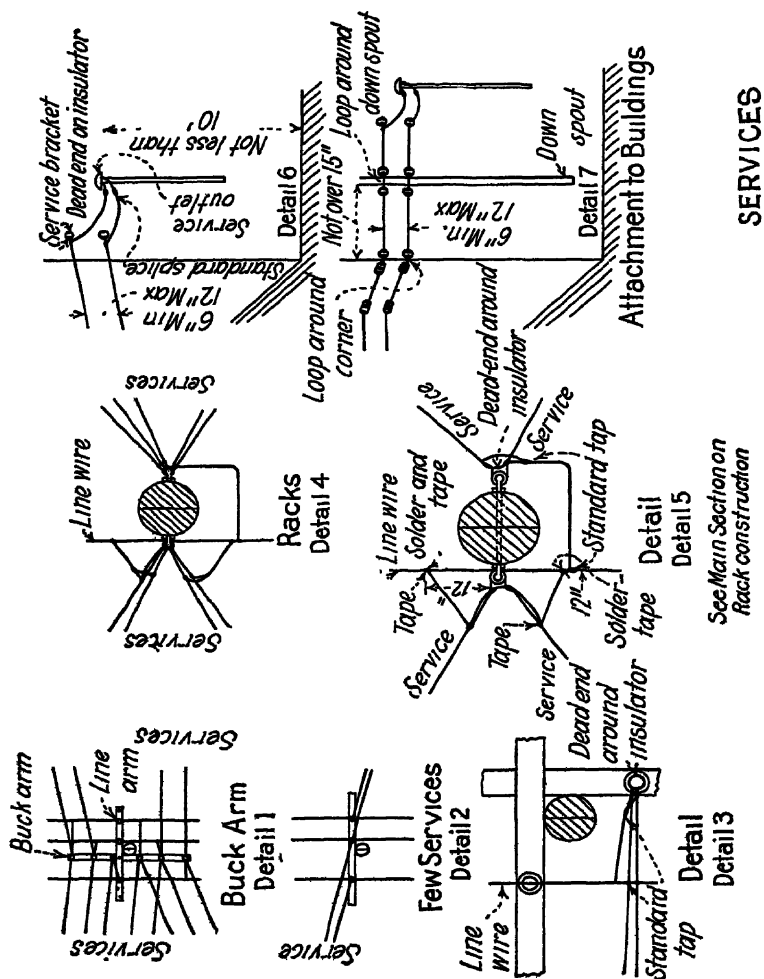 Buck arm
Services
Line
arm
Services
Buck Arm
Detail 1
Service
Few Services
Detail 2
Line
wire
Dead end
around
insulator
Standard
tap
Detail
Detail 3
Line wire
Services
Services
Racks
Detail 4
Line wire
Solder and
tape
Tape
12"
Service
Service
Dead-end around
insulator
Service
Tape
Service
12"
Standard tap
Solder-
tape
Detail
Detail 5
See Main Section on
Rack construction
Service bracket
Dead end on insulator
Not less than
10'
Service
outlet
Standard splice
12" Max
6" Min
Detail 6
Loop around
down spout
Not over 15"
6" Min.
12" Max
Down
spout
Loop around
corner
Detail 7
Attachment to Buildings
SERVICES